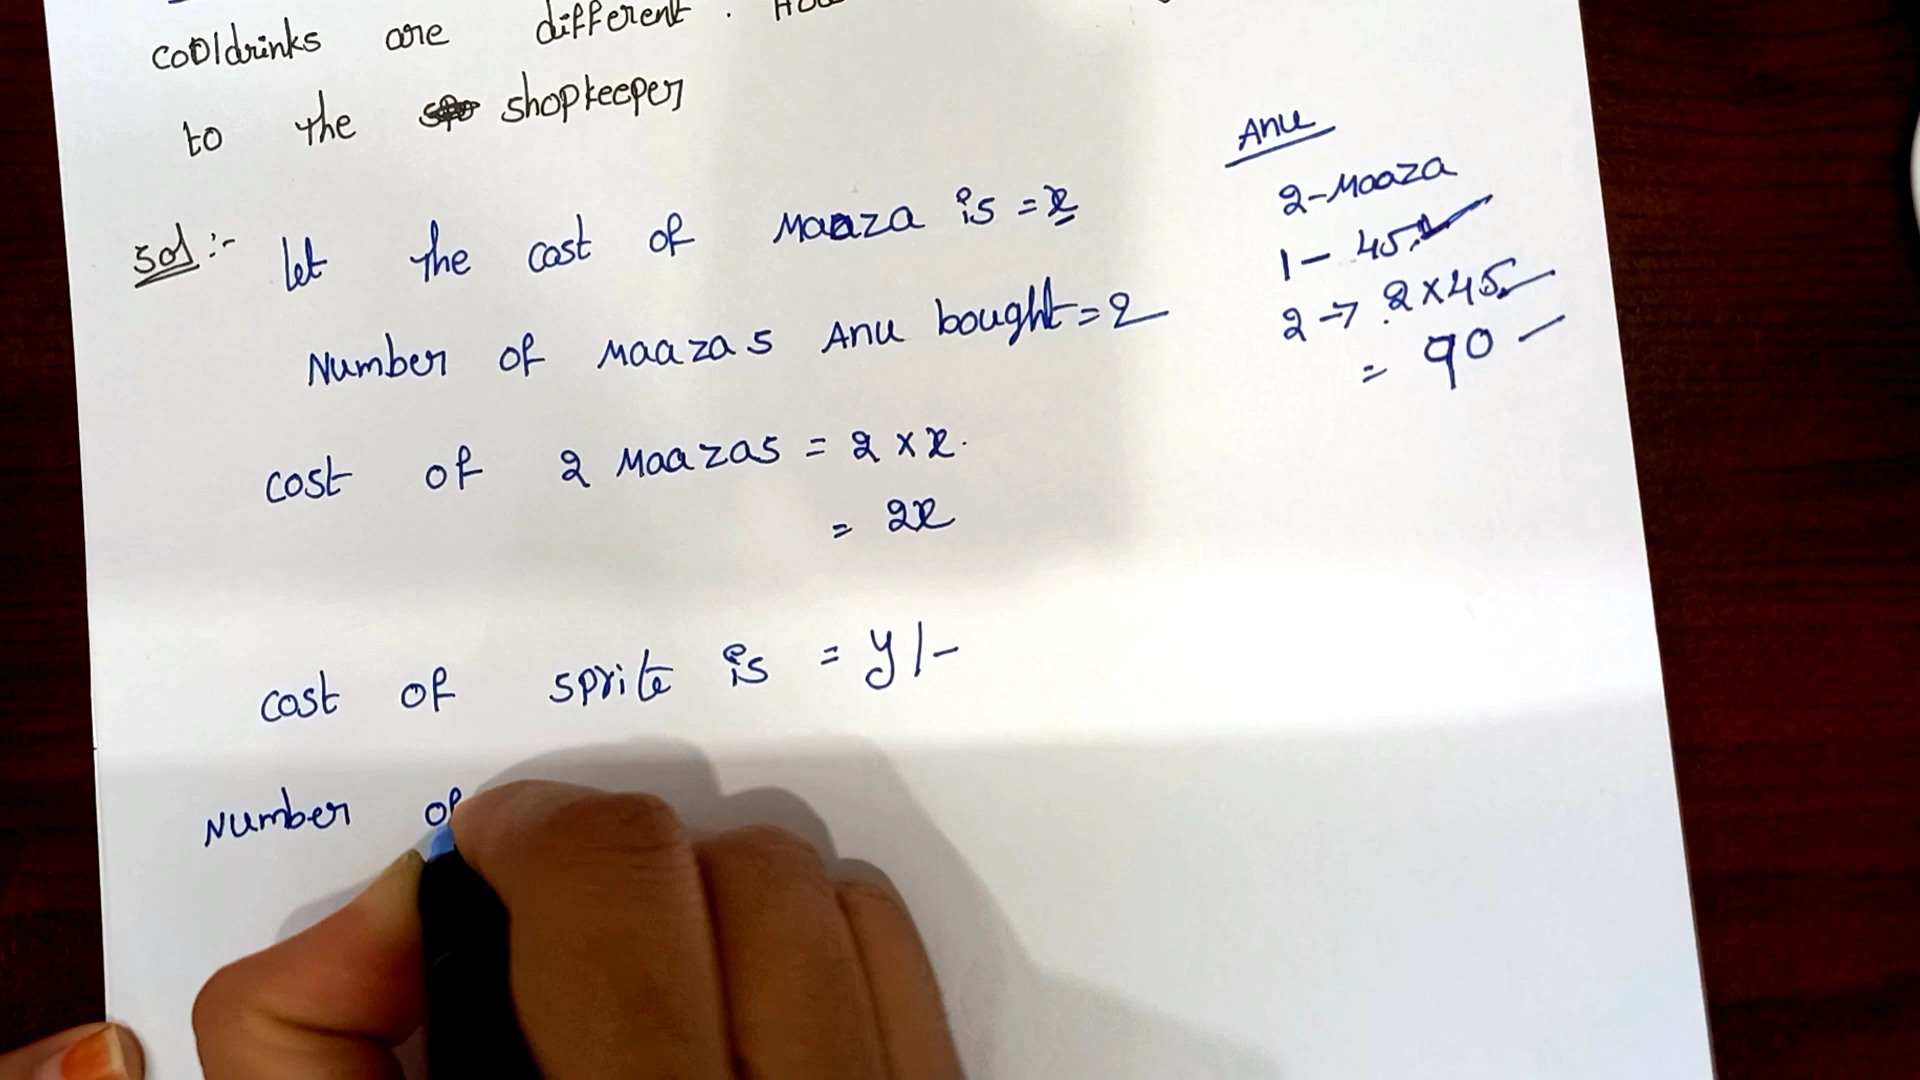 cooldrinks are different.
to the shopkeeper
Sol:- let the cost of Maaza is = x
Number of Maazas Anu bought = 2
cost of 2 Maazas = 2 × x.
= 2x
cost of sprite is = y/-
Number of
Anu
2-Maaza
1 - 45
2 → 2×45
= 90